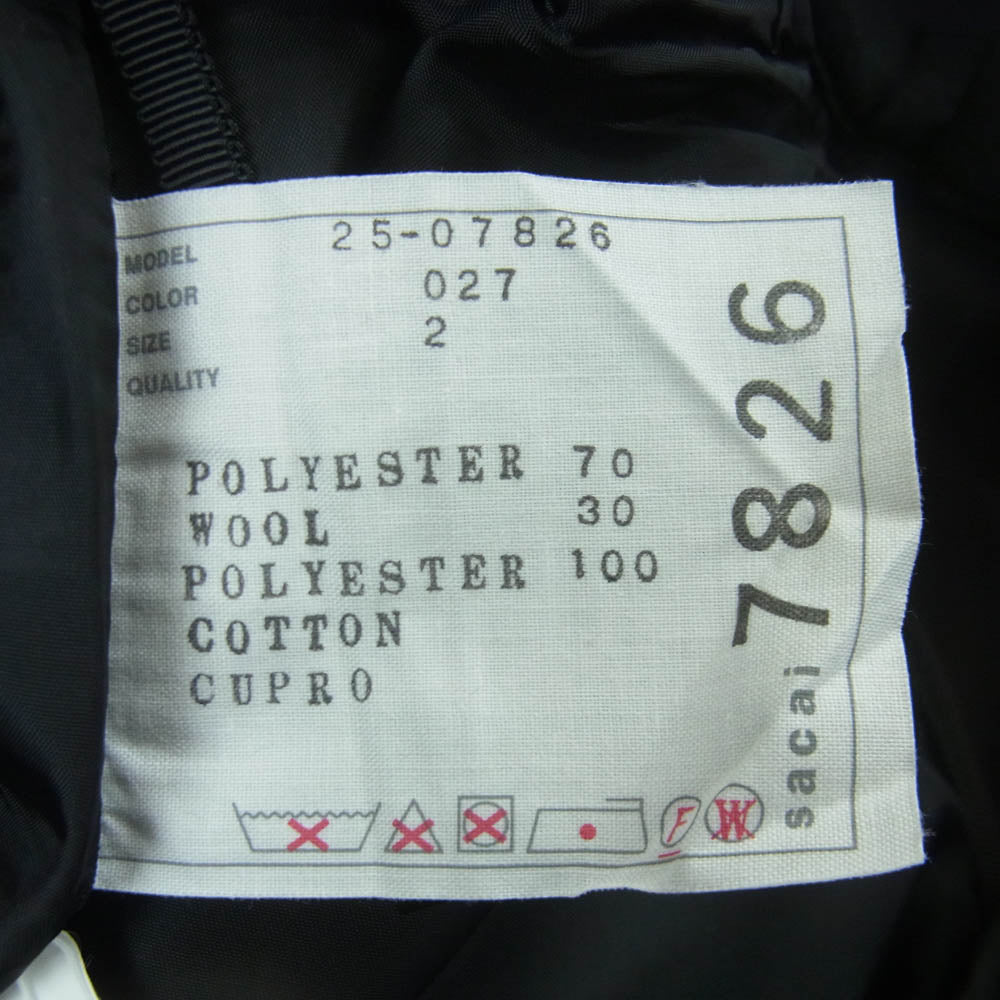 MODEL 25-07826
COLOR 027
SIZE 2
QUALITY
POLYESTER 70
WOOL 30
POLYESTER 100
COTTON
CUPRO
F W
sacai 7826